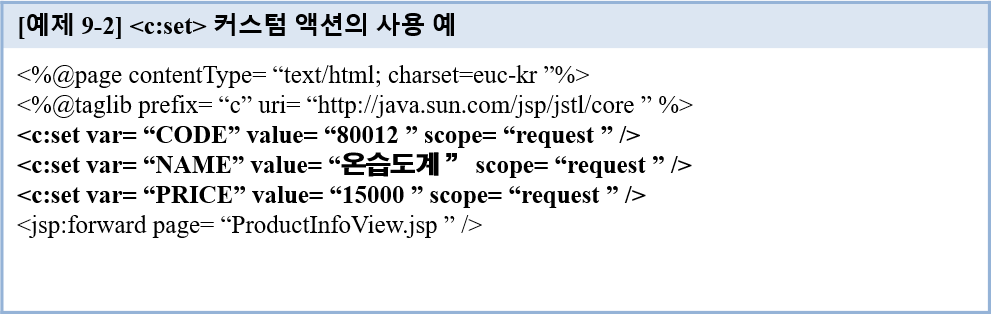 [예제 9-2] <c:set> 커스텀 액션의 사용 예
<%@page contentType= “text/html; charset=euc-kr ”%>
<%@taglib prefix= “c” uri= “http://java.sun.com/jsp/jstl/core ” %>
<c:set var= “CODE” value= “80012 ” scope= “request ” />
<c:set var= “NAME” value= “온습도계 ” scope= “request ” />
<c:set var= “PRICE” value= “15000 ” scope= “request ” />
<jsp:forward page= “ProductInfoView.jsp ” />